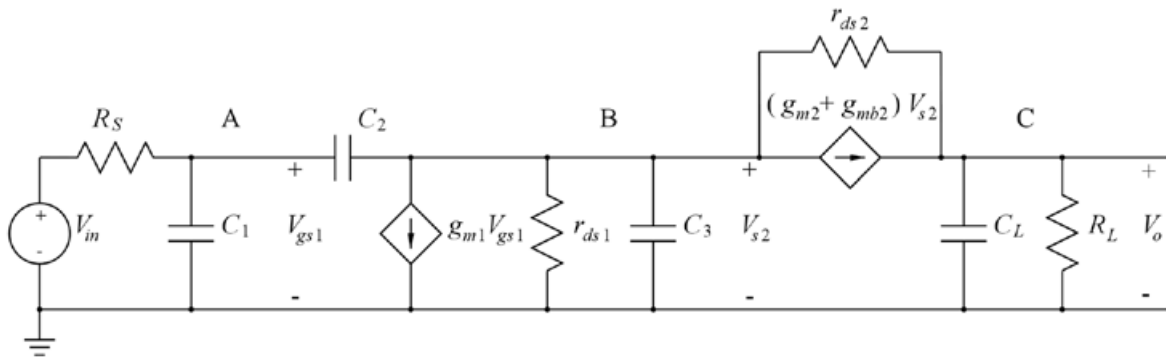 r_ds2
(g_m2 + g_mb2) V_s2
R_S A C_2 B C
+ + +
V_in + - C_1 V_gs1 g_m1 V_gs1 r_ds1 C_3 V_s2 C_L R_L V_o
- - -